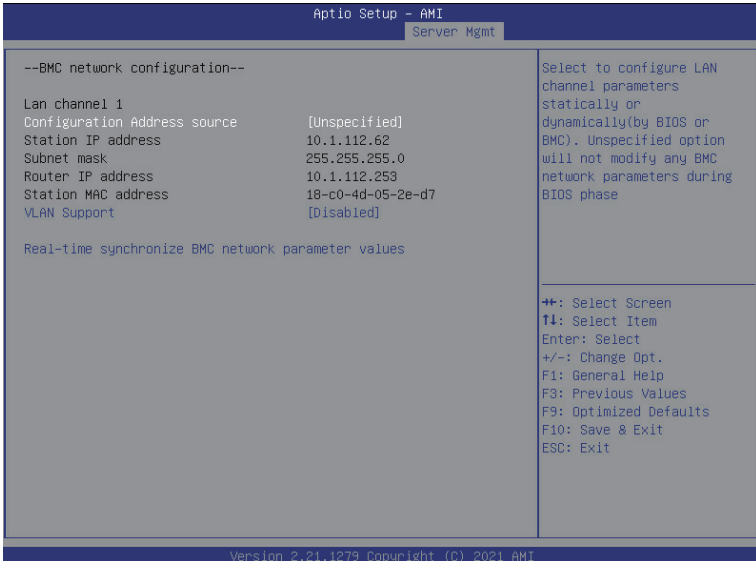 Aptio Setup – AMI
Server Mgmt
--BMC network configuration--
Lan channel 1
Configuration Address source [Unspecified]
Station IP address 10.1.112.62
Subnet mask 255.255.255.0
Router IP address 10.1.112.253
Station MAC address 18-c0-4d-05-2e-d7
VLAN Support [Disabled]
Real-time synchronize BMC network parameter values
Select to configure LAN
channel parameters
statically or
dynamically(by BIOS or
BMC). Unspecified option
will not modify any BMC
network parameters during
BIOS phase
→←: Select Screen
↑↓: Select Item
Enter: Select
+/-: Change Opt.
F1: General Help
F3: Previous Values
F9: Optimized Defaults
F10: Save & Exit
ESC: Exit
Version 2.21.1279 Copyright (C) 2021 AMI